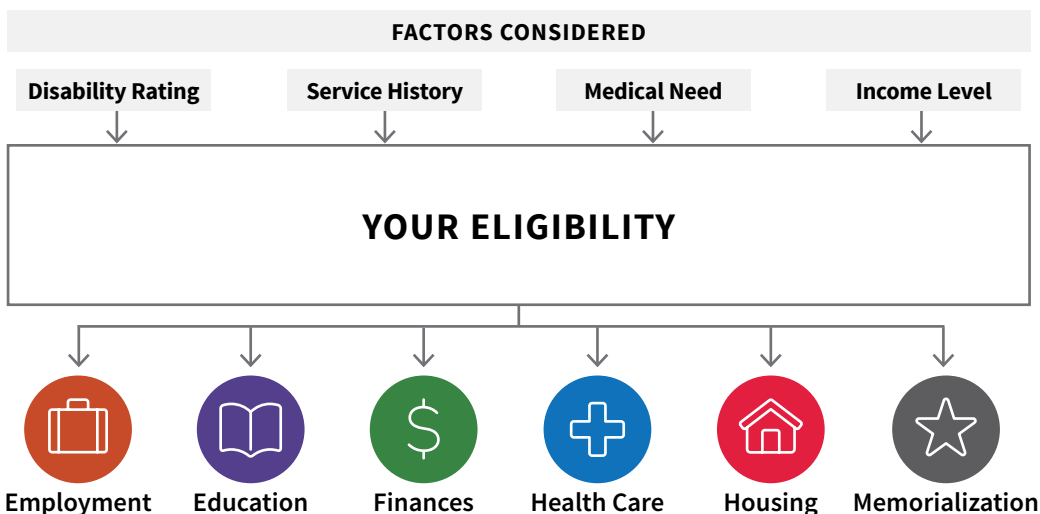 FACTORS CONSIDERED
Disability Rating
Service History
Medical Need
Income Level
YOUR ELIGIBILITY
$
Employment
Education
Finances
Health Care
Housing
Memorialization